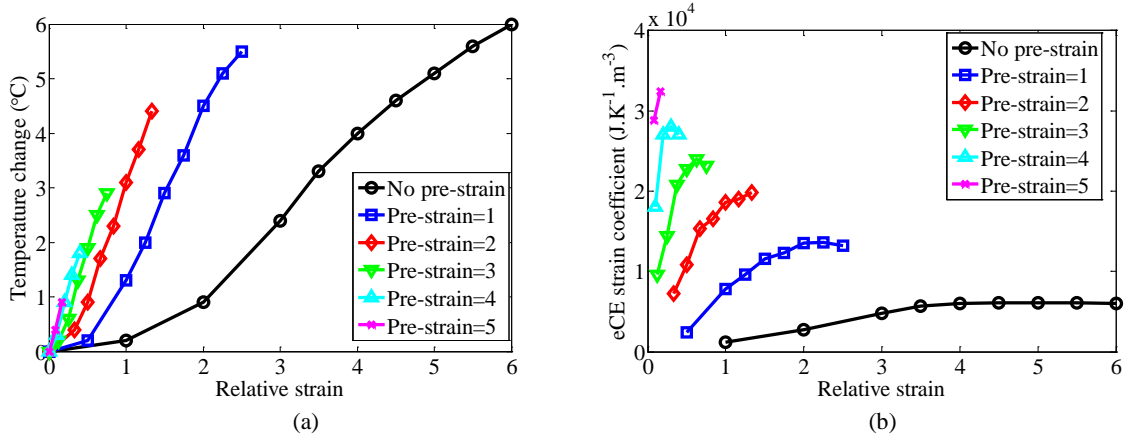 6
5
4
3
2
1
0
0 1 2 3 4 5 6
Temperature change (°C)
Relative strain
No pre-strain
Pre-strain=1
Pre-strain=2
Pre-strain=3
Pre-strain=4
Pre-strain=5
(a)
x 10⁴
4
3
2
1
0
0 1 2 3 4 5 6
eCE strain coefficient (J.K⁻¹.m⁻³)
Relative strain
No pre-strain
Pre-strain=1
Pre-strain=2
Pre-strain=3
Pre-strain=4
Pre-strain=5
(b)